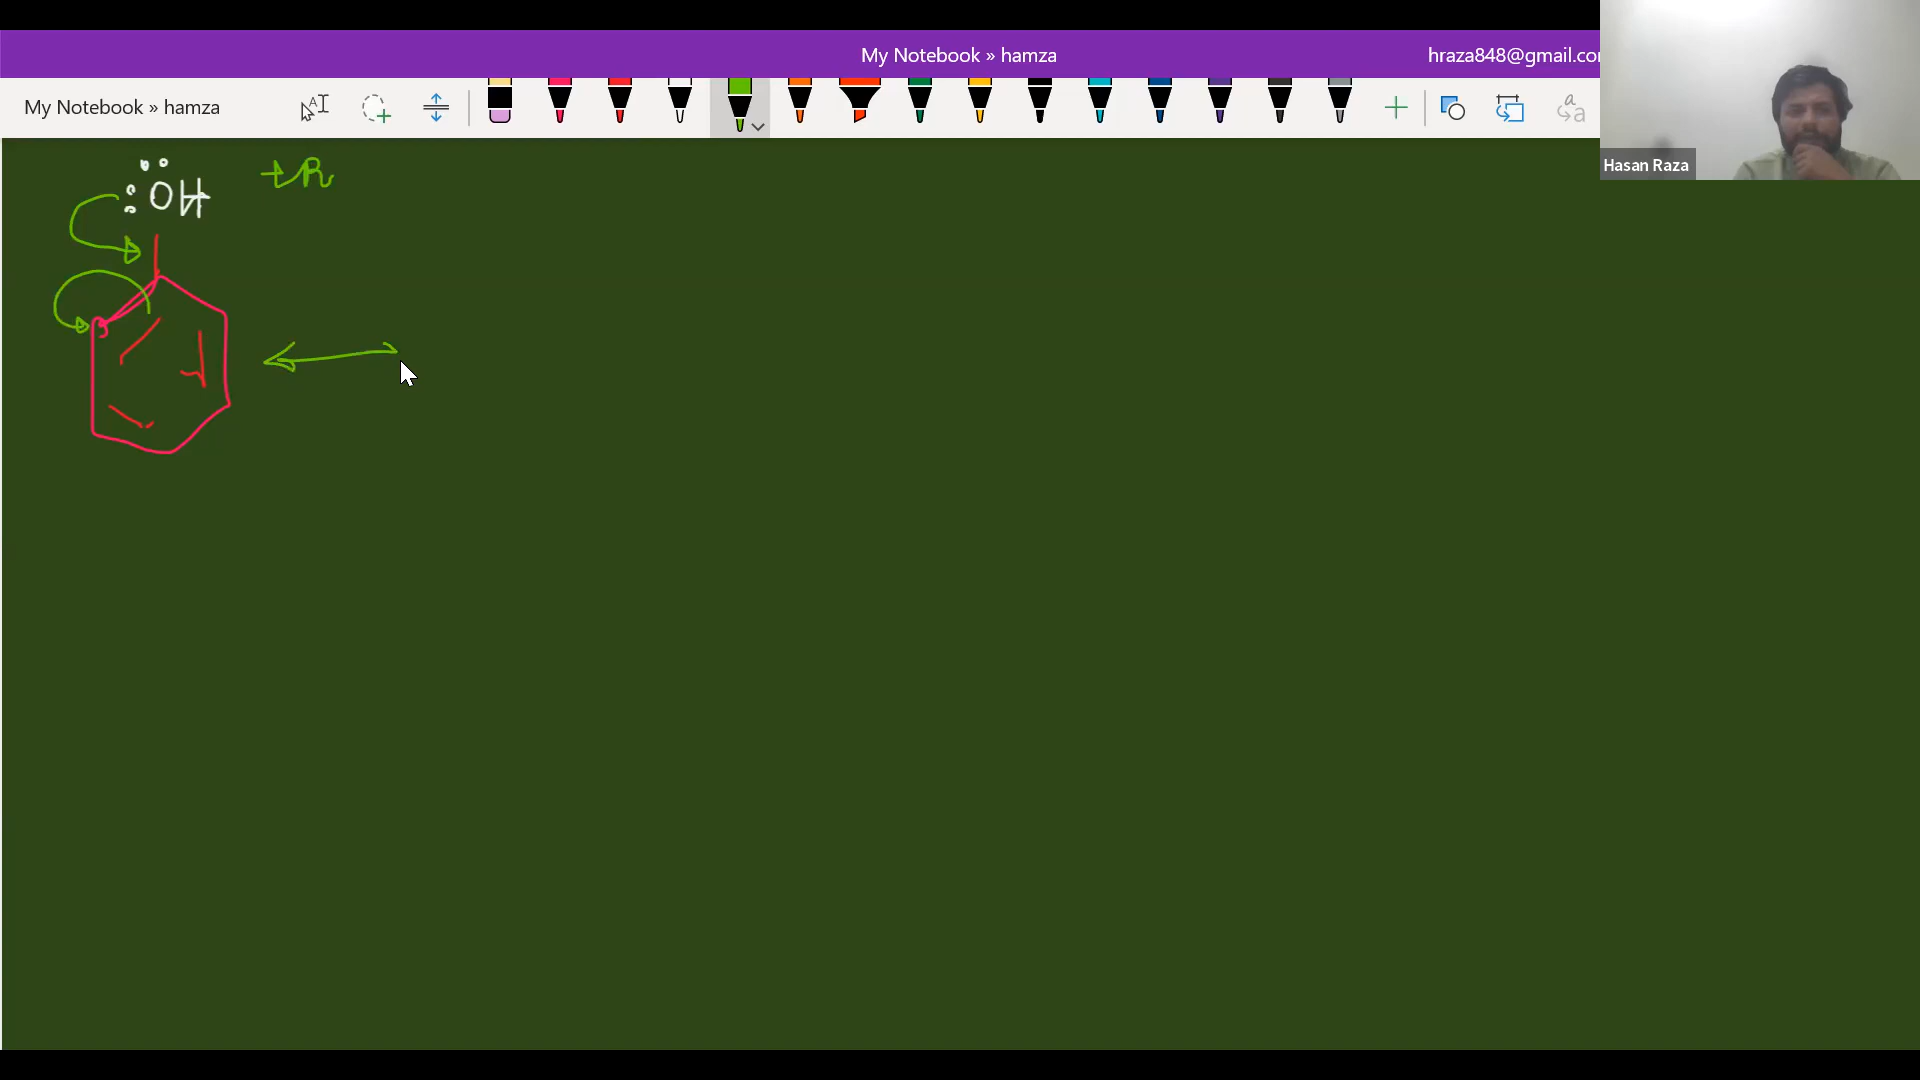 My Notebook » hamza
hraza848@gmail.co
My Notebook » hamza
Hasan Raza
OH
+R